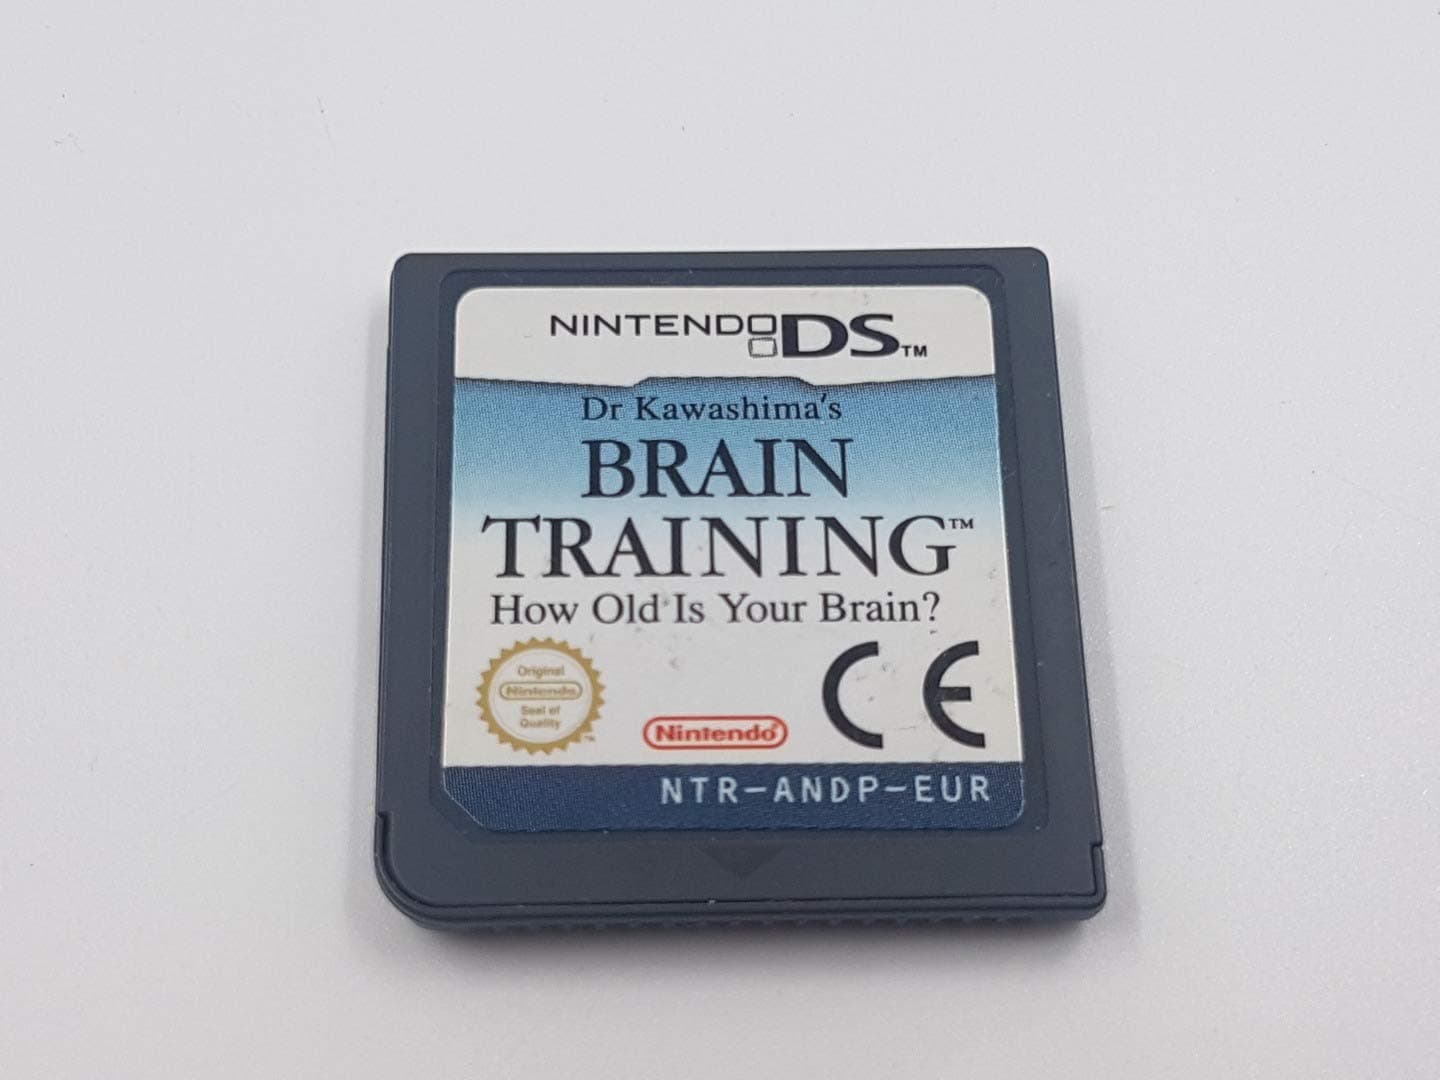 NINTENDO DS™
Dr Kawashima's
BRAIN
TRAINING™
How Old Is Your Brain?
Original
Nintendo
Seal of
Quality
™
Nintendo®
CE
NTR-ANDP-EUR